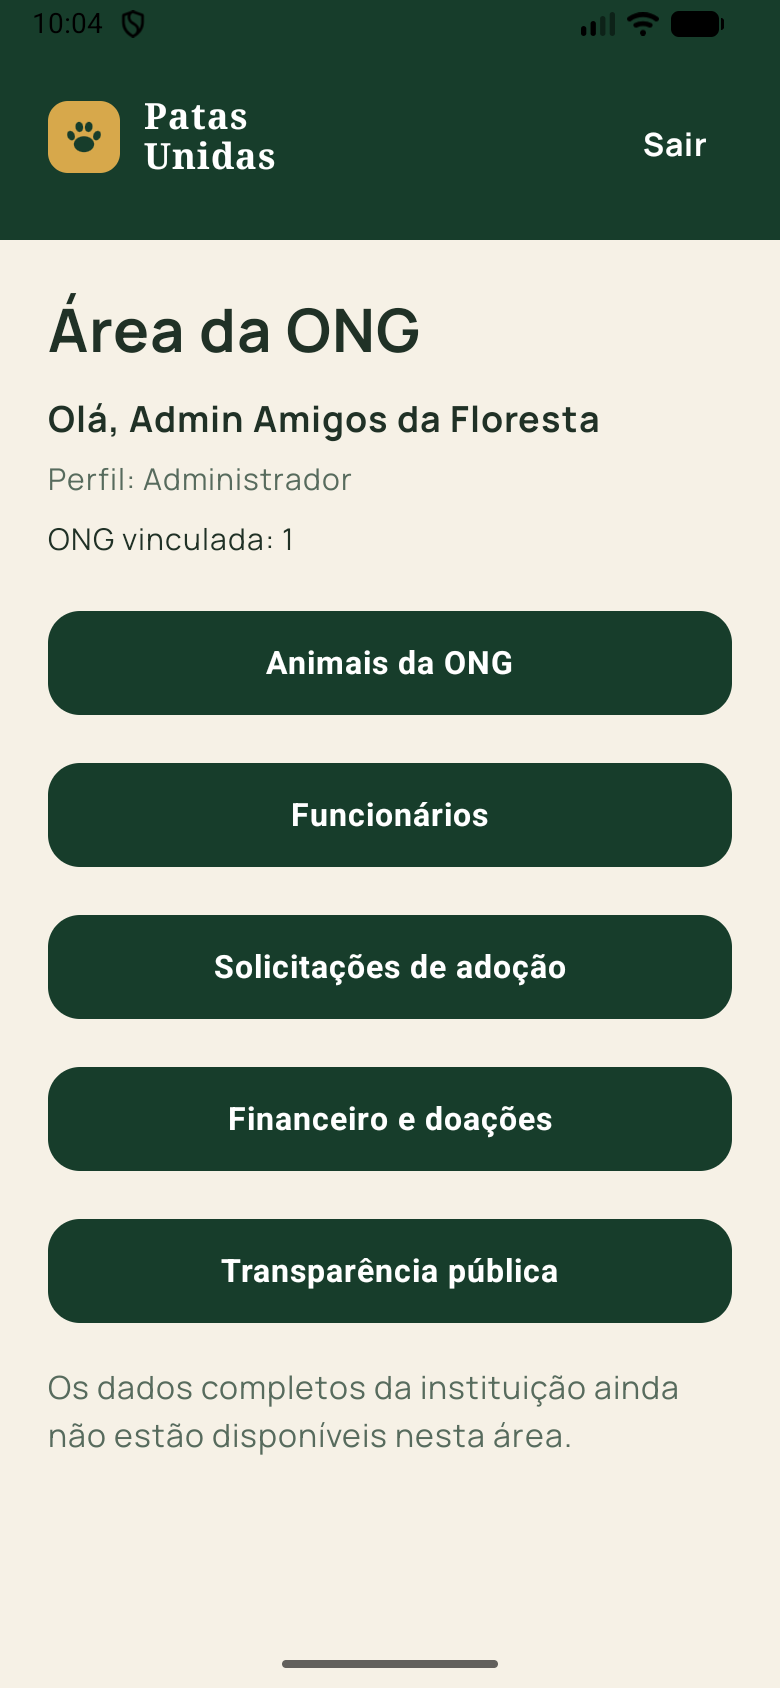 10:04
Patas
Unidas
Sair
Área da ONG
Olá, Admin Amigos da Floresta
Perfil: Administrador
ONG vinculada: 1
Animais da ONG
Funcionários
Solicitações de adoção
Financeiro e doações
Transparência pública
Os dados completos da instituição ainda
não estão disponíveis nesta área.